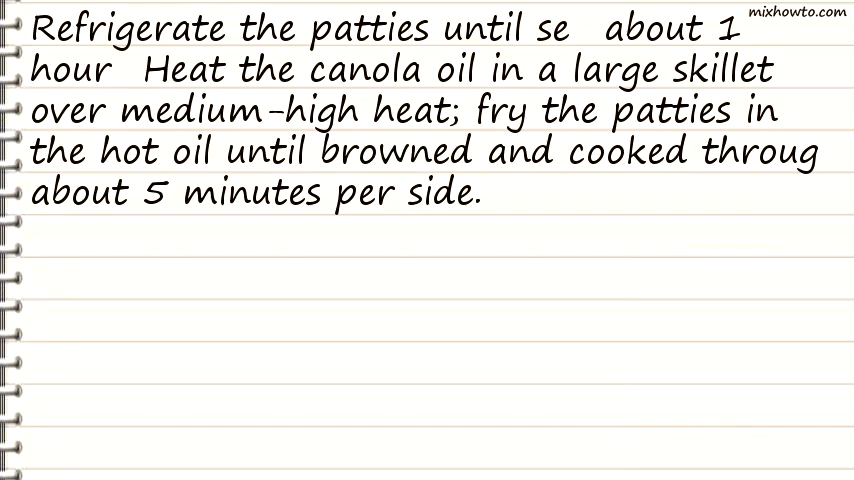 mixhowto.com
Refrigerate the patties until se about 1
hour Heat the canola oil in a large skillet
over medium-high heat; fry the patties in
the hot oil until browned and cooked throug
about 5 minutes per side.